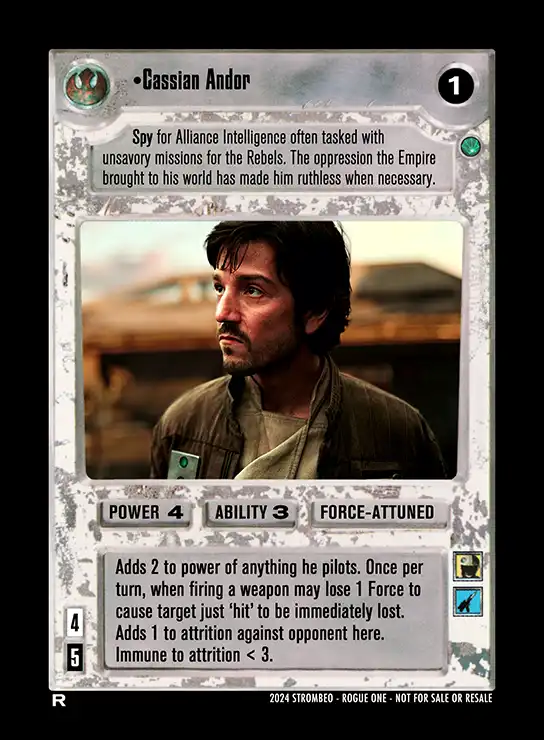 •Cassian Andor
1
Spy for Alliance Intelligence often tasked with
unsavory missions for the Rebels. The oppression the Empire
brought to his world has made him ruthless when necessary.
POWER 4 ABILITY 3 FORCE-ATTUNED
Adds 2 to power of anything he pilots. Once per
turn, when firing a weapon may lose 1 Force to
cause target just ‘hit’ to be immediately lost.
Adds 1 to attrition against opponent here.
Immune to attrition < 3.
4
5
R
2024 STROMBEO - ROGUE ONE - NOT FOR SALE OR RESALE